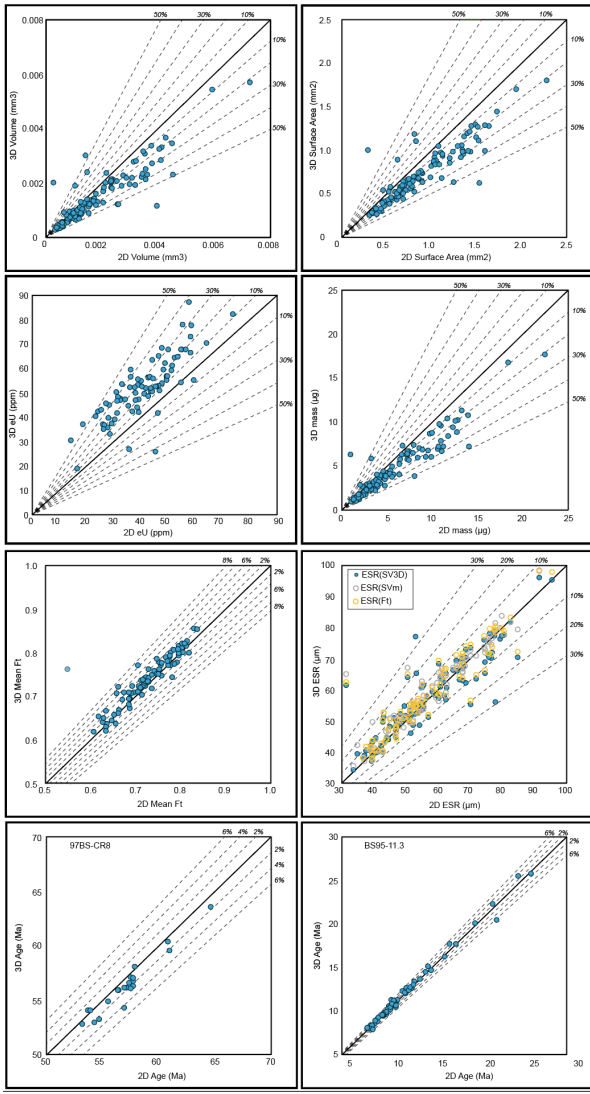 50% 30% 10%
10%
30%
50%
0.008
0.006
0.004
0.002
0
3D Volume (mm3)
0 0.002 0.004 0.006 0.008
2D Volume (mm3)
50% 30% 10%
10%
30%
50%
2.5
2.0
1.5
1.0
0.5
0
3D Surface Area (mm2)
0 0.5 1.0 1.5 2.0 2.5
2D Surface Area (mm2)
50% 30% 10%
10%
30%
50%
90
80
70
60
50
40
30
20
10
0
3D eU (ppm)
0 10 20 30 40 50 60 70 80 90
2D eU (ppm)
50% 30% 10%
10%
30%
50%
25
20
15
10
5
0
3D mass (µg)
0 5 10 15 20 25
2D mass (µg)
8% 6% 2%
2%
6%
8%
1.0
0.9
0.8
0.7
0.6
0.5
3D Mean Ft
0.5 0.6 0.7 0.8 0.9 1.0
2D Mean Ft
30% 20% 10%
10%
20%
30%
ESR(SV3D)
ESR(SVm)
ESR(Ft)
100
90
80
70
60
50
40
30
3D ESR (µm)
30 40 50 60 70 80 90 100
2D ESR (µm)
6% 4% 2%
2%
4%
6%
97BS-CR8
70
65
60
55
50
3D Age (Ma)
50 55 60 65 70
2D Age (Ma)
6% 2%
2%
6%
BS95-11.3
30
25
20
15
10
5
3D Age (Ma)
5 10 15 20 25 30
2D Age (Ma)